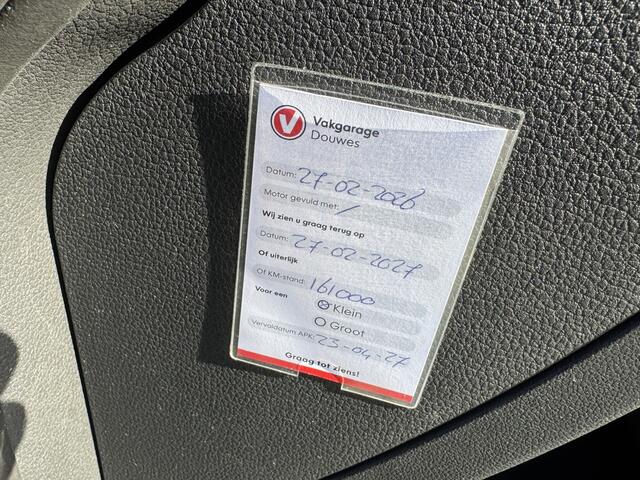 V Vakgarage
Douwes
Datum: 27-02-2026
Motor gevuld met: /
Wij zien u graag terug op
Datum: 27-02-2027
Of uiterlijk
Of KM-stand: 161000
Voor een
Klein
Groot
Vervaldatum APK: 23-04-27
Graag tot ziens!